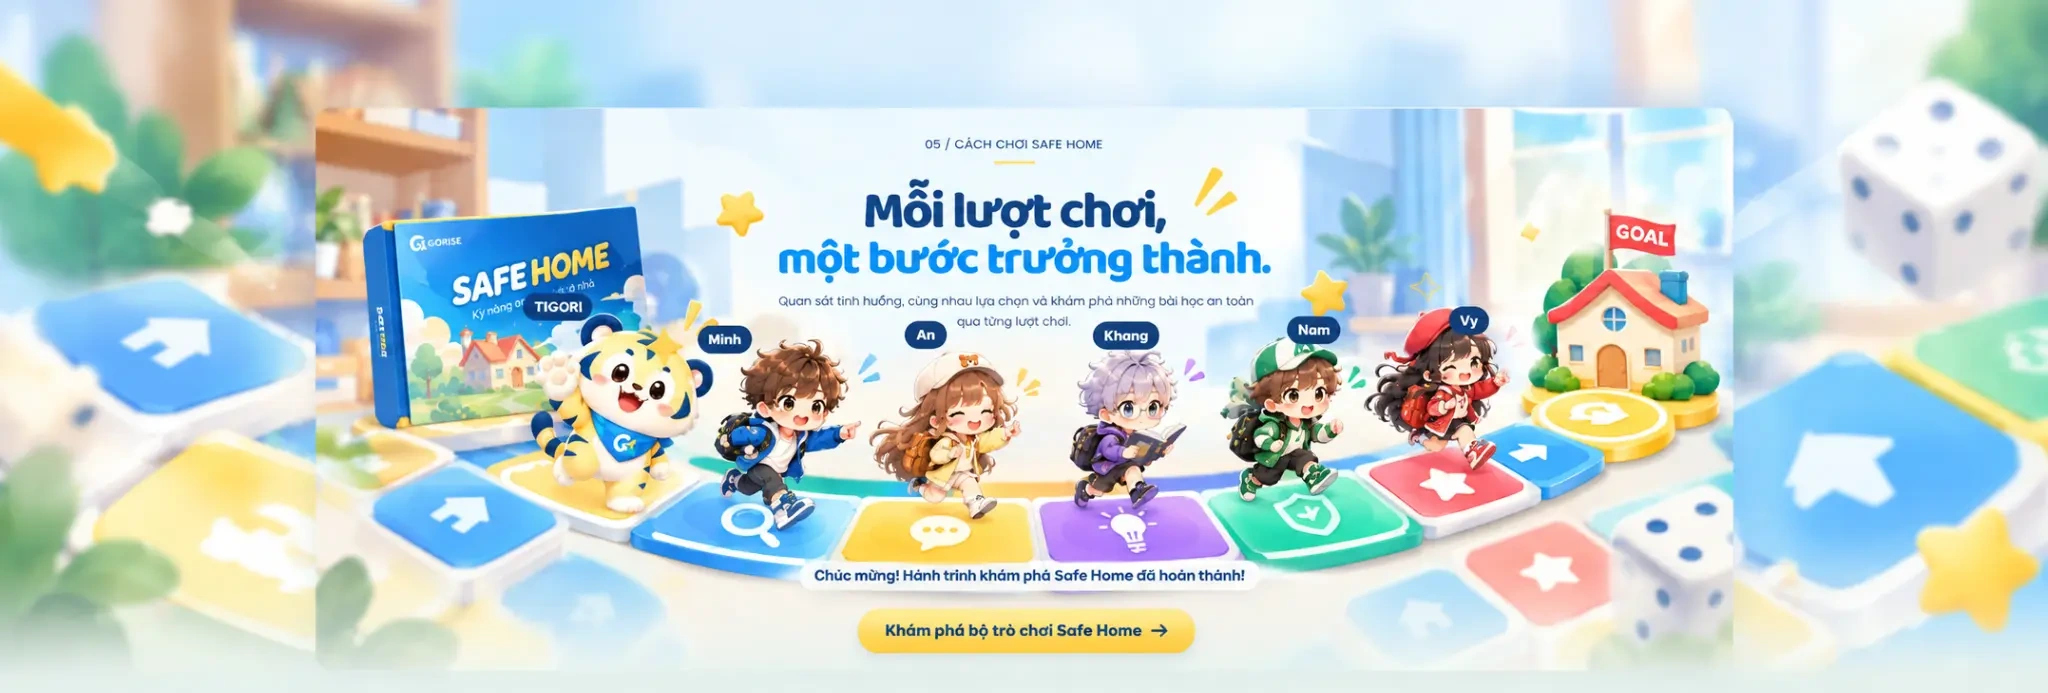 05 / CÁCH CHƠI SAFE HOME
Mỗi lượt chơi,
một bước trưởng thành.
Quan sát tình huống, cùng nhau lựa chọn và khám phá những bài học an toàn
qua từng lượt chơi.
GORISE
SAFE HOME
Kỹ năng nhà
TIGORI
Minh
An
Khang
Nam
Vy
GOAL
Chúc mừng! Hành trình khám phá Safe Home đã hoàn thành!
Khám phá bộ trò chơi Safe Home →